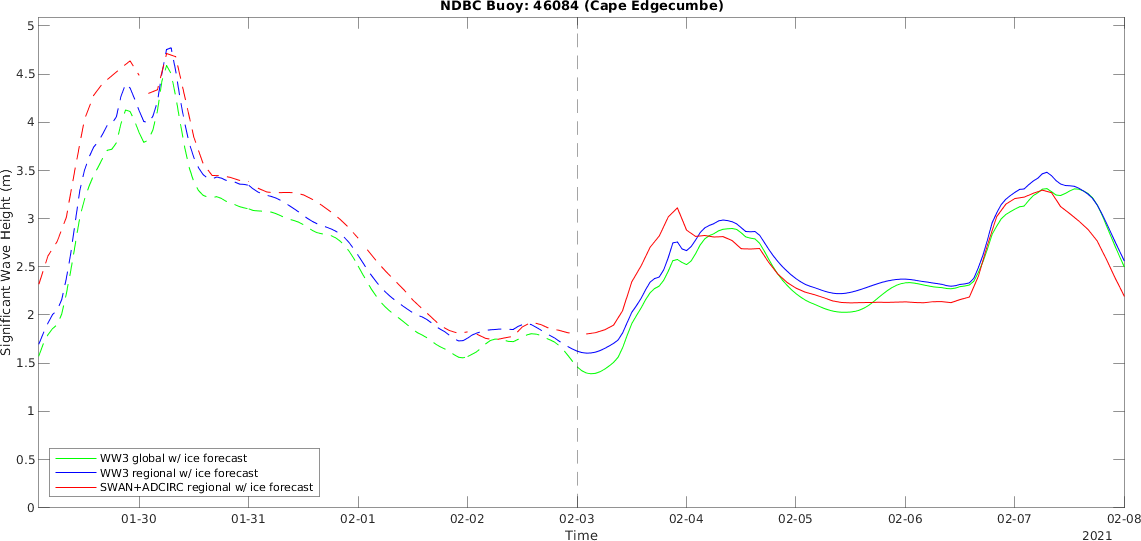 NDBC Buoy: 46084 (Cape Edgecumbe)
5
4.5
4
3.5
3
2.5
2
1.5
1
0.5
0
Significant Wave Height (m)
WW3 global w/ ice forecast
WW3 regional w/ ice forecast
SWAN+ADCIRC regional w/ ice forecast
01-30 01-31 02-01 02-02 02-03 02-04 02-05 02-06 02-07 02-08
Time
2021